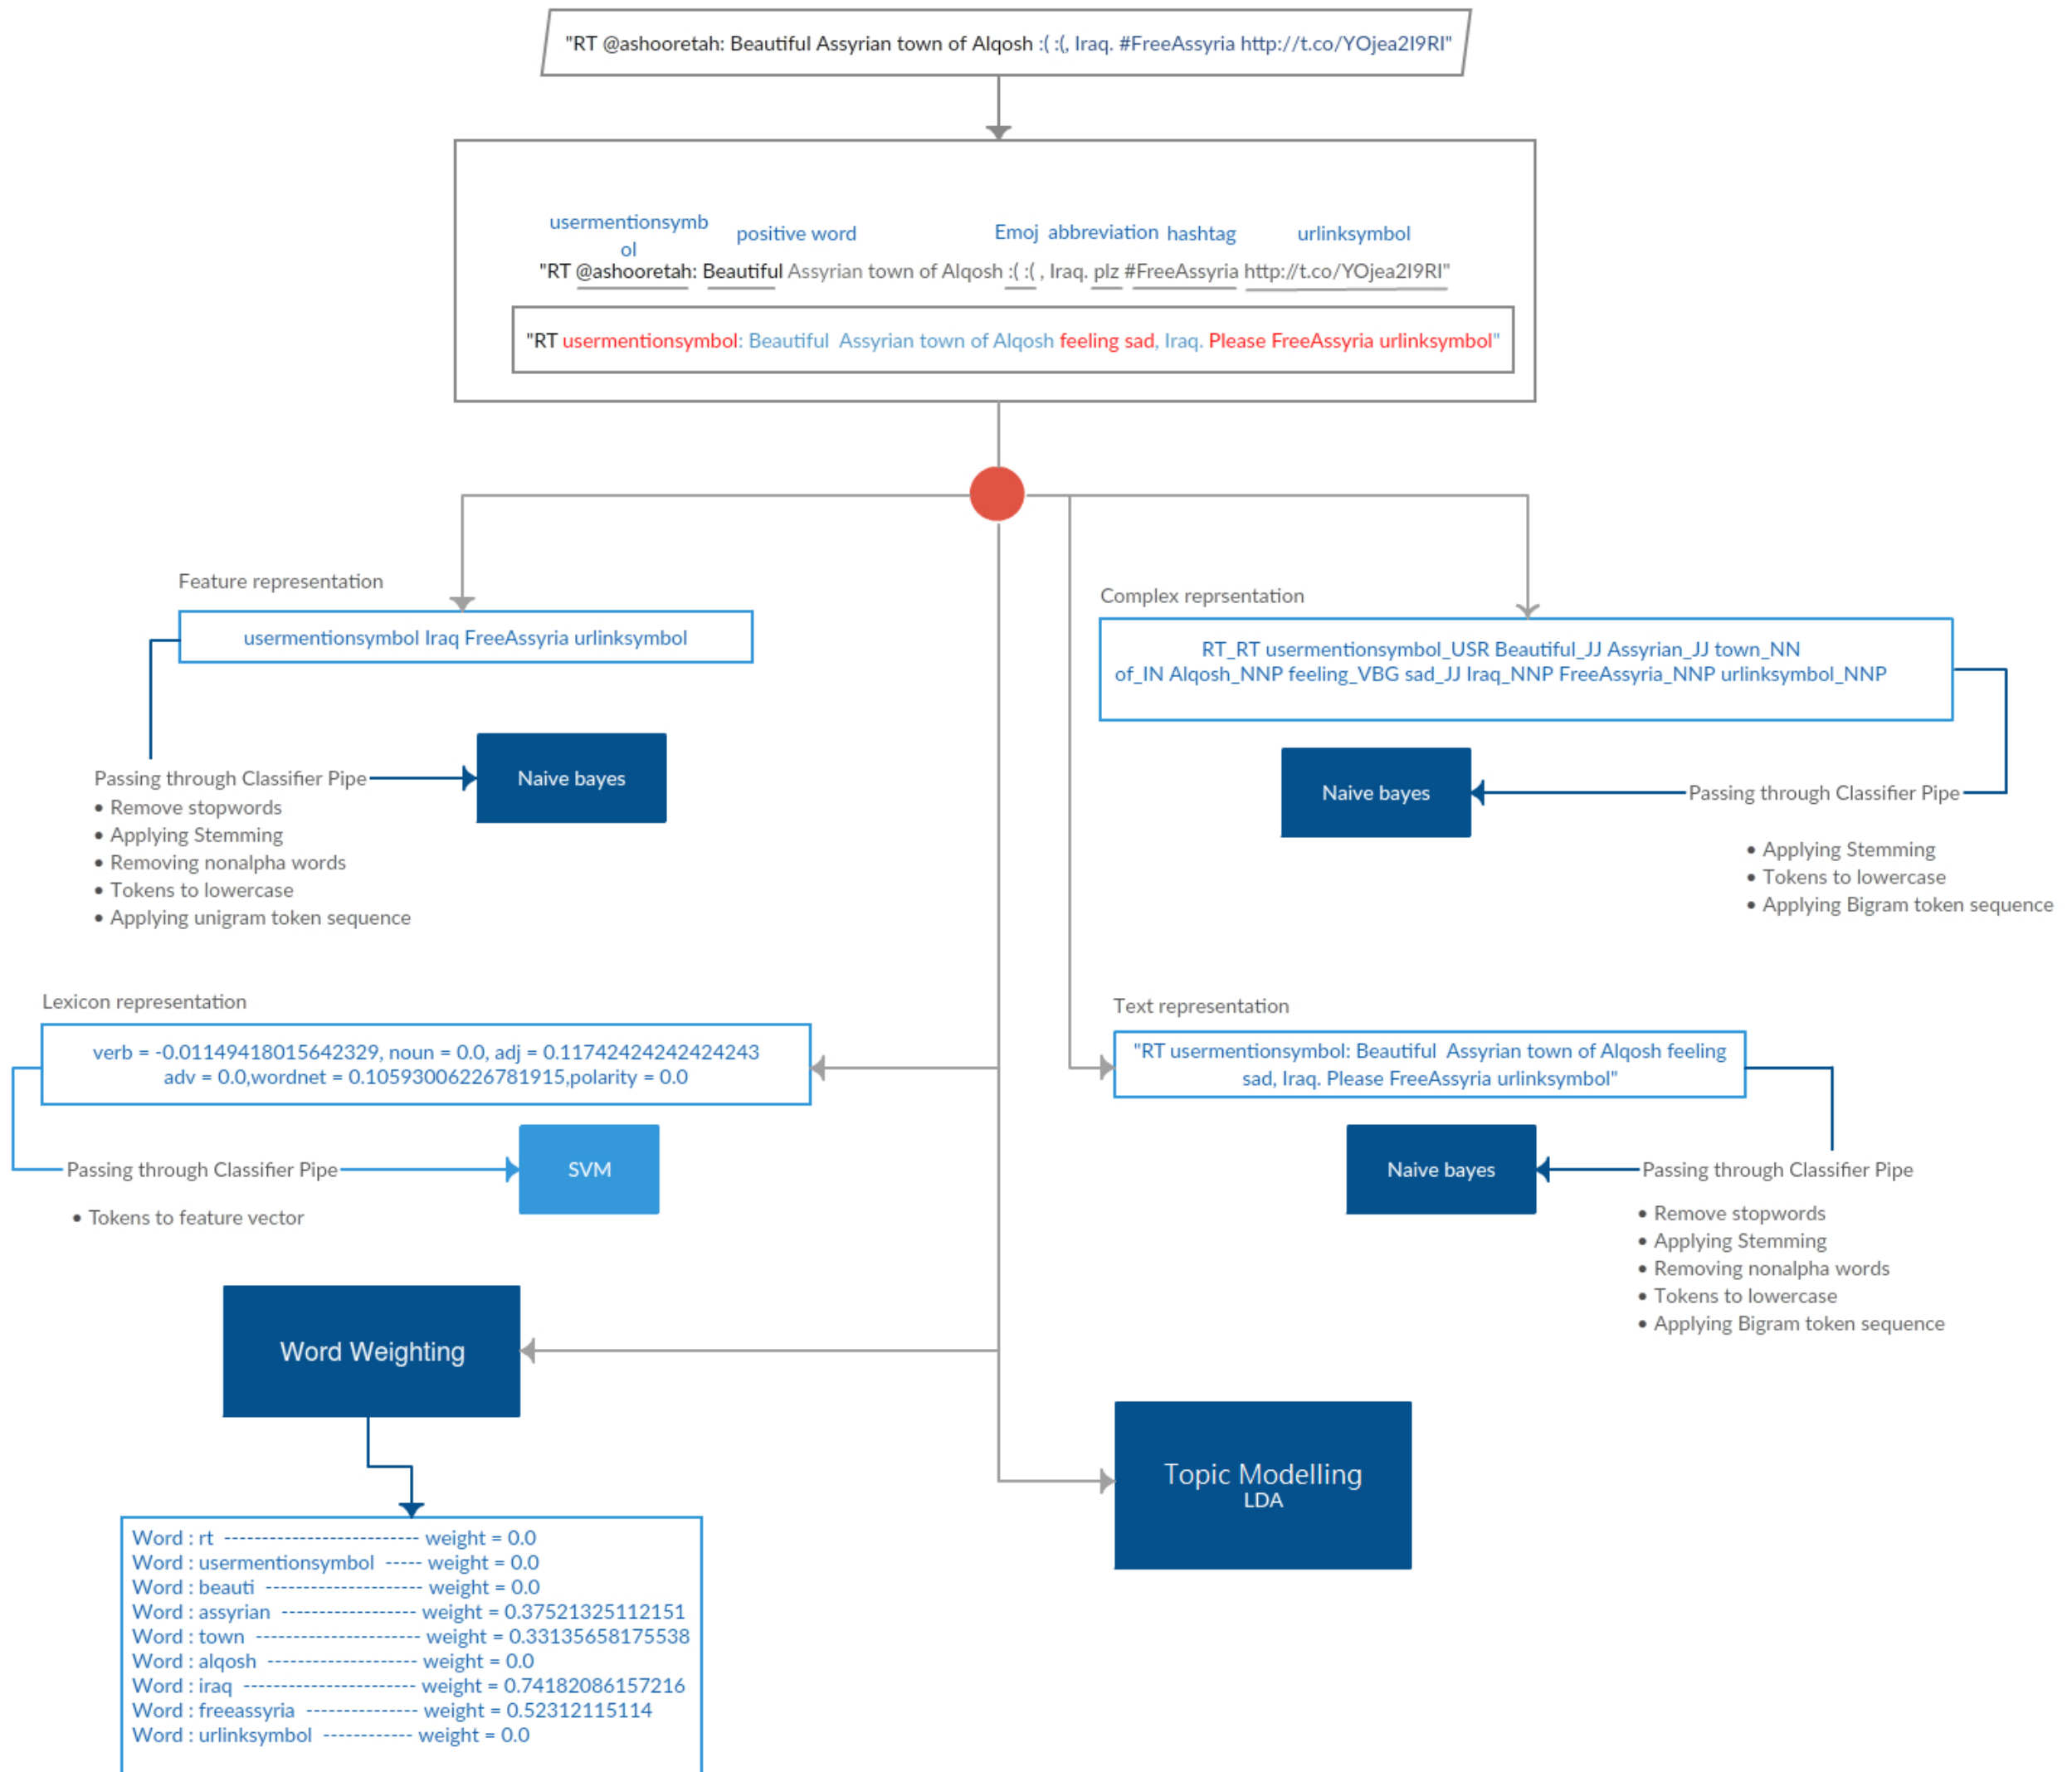 "RT @ashooretah: Beautiful Assyrian town of Alqosh :( :(, Iraq. #FreeAssyria http://t.co/YOjea2I9RI"
usermentionsymb
ol
positive word
Emoj abbreviation hashtag
urlinksymbol
"RT @ashooretah: Beautiful Assyrian town of Alqosh :( :( , Iraq. plz #FreeAssyria http://t.co/YOjea2I9RI"
"RT usermentionsymbol: Beautiful Assyrian town of Alqosh feeling sad, Iraq. Please FreeAssyria urlinksymbol"
Feature representation
usermentionsymbol Iraq FreeAssyria urlinksymbol
Passing through Classifier Pipe
• Remove stopwords
• Applying Stemming
• Removing nonalpha words
• Tokens to lowercase
• Applying unigram token sequence
Naive bayes
Complex reprsentation
RT_RT usermentionsymbol_USR Beautiful_JJ Assyrian_JJ town_NN
of_IN Alqosh_NNP feeling_VBG sad_JJ Iraq_NNP FreeAssyria_NNP urlinksymbol_NNP
Naive bayes
Passing through Classifier Pipe
• Applying Stemming
• Tokens to lowercase
• Applying Bigram token sequence
Lexicon representation
verb = -0.01149418015642329, noun = 0.0, adj = 0.11742424242424243
adv = 0.0,wordnet = 0.10593006226781915,polarity = 0.0
Passing through Classifier Pipe
• Tokens to feature vector
SVM
Text representation
"RT usermentionsymbol: Beautiful Assyrian town of Alqosh feeling
sad, Iraq. Please FreeAssyria urlinksymbol"
Naive bayes
Passing through Classifier Pipe
• Remove stopwords
• Applying Stemming
• Removing nonalpha words
• Tokens to lowercase
• Applying Bigram token sequence
Word Weighting
Topic Modelling
LDA
Word : rt ------------------------- weight = 0.0
Word : usermentionsymbol ----- weight = 0.0
Word : beauti ---------------------- weight = 0.0
Word : assyrian ------------------- weight = 0.37521325112151
Word : town ----------------------- weight = 0.33135658175538
Word : alqosh --------------------- weight = 0.0
Word : iraq ------------------------ weight = 0.74182086157216
Word : freeassyria ---------------- weight = 0.52312115114
Word : urlinksymbol ------------ weight = 0.0